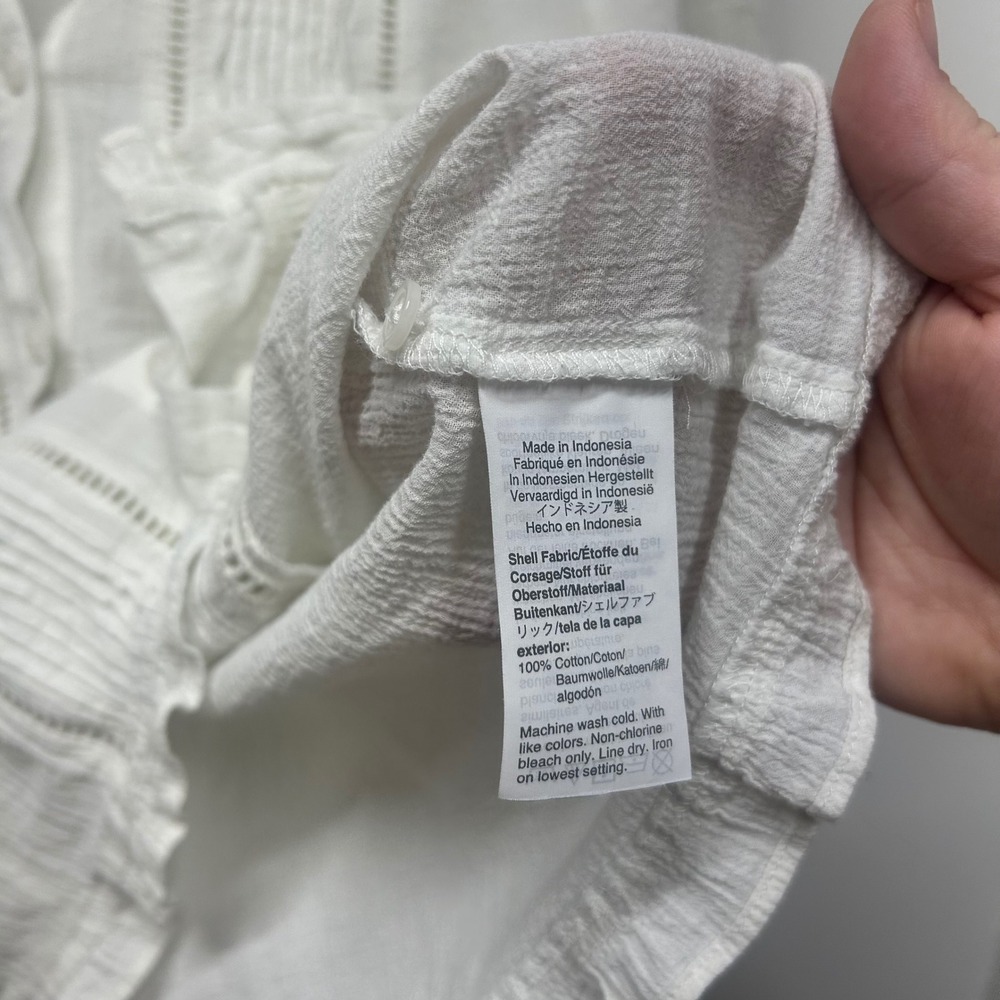 Made in Indonesia
Fabriqué en Indonésie
In Indonesien Hergestellt
Vervaardigd in Indonesië
インドネシア製
Hecho en Indonesia
Shell Fabric/Étoffe du
Corsage/Stoff für
Oberstoff/Materiaal
Buitenkant/シェルファブ
リック/tela de la capa
exterior:
100% Cotton/Coton/
Baumwolle/Katoen/綿/
algodón
Machine wash cold. With
like colors. Non-chlorine
bleach only. Line dry. Iron
on lowest setting.